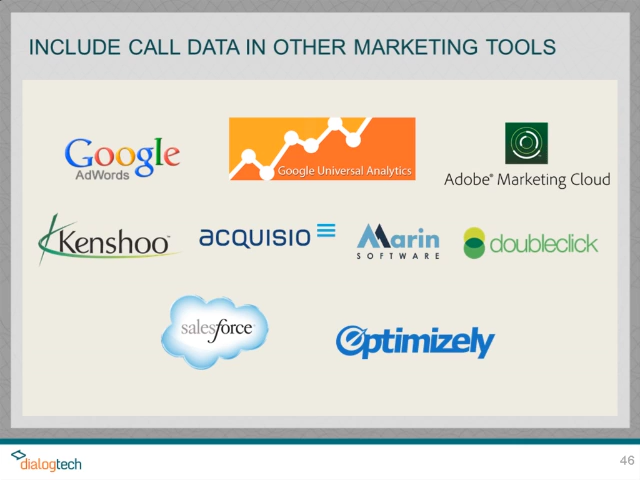 INCLUDE CALL DATA IN OTHER MARKETING TOOLS
Google
AdWords
Google Universal Analytics
Adobe® Marketing Cloud
Kenshoo™
acquisio
Marin
SOFTWARE
doubleclick
salesforce
Optimizely
dialogtech
46